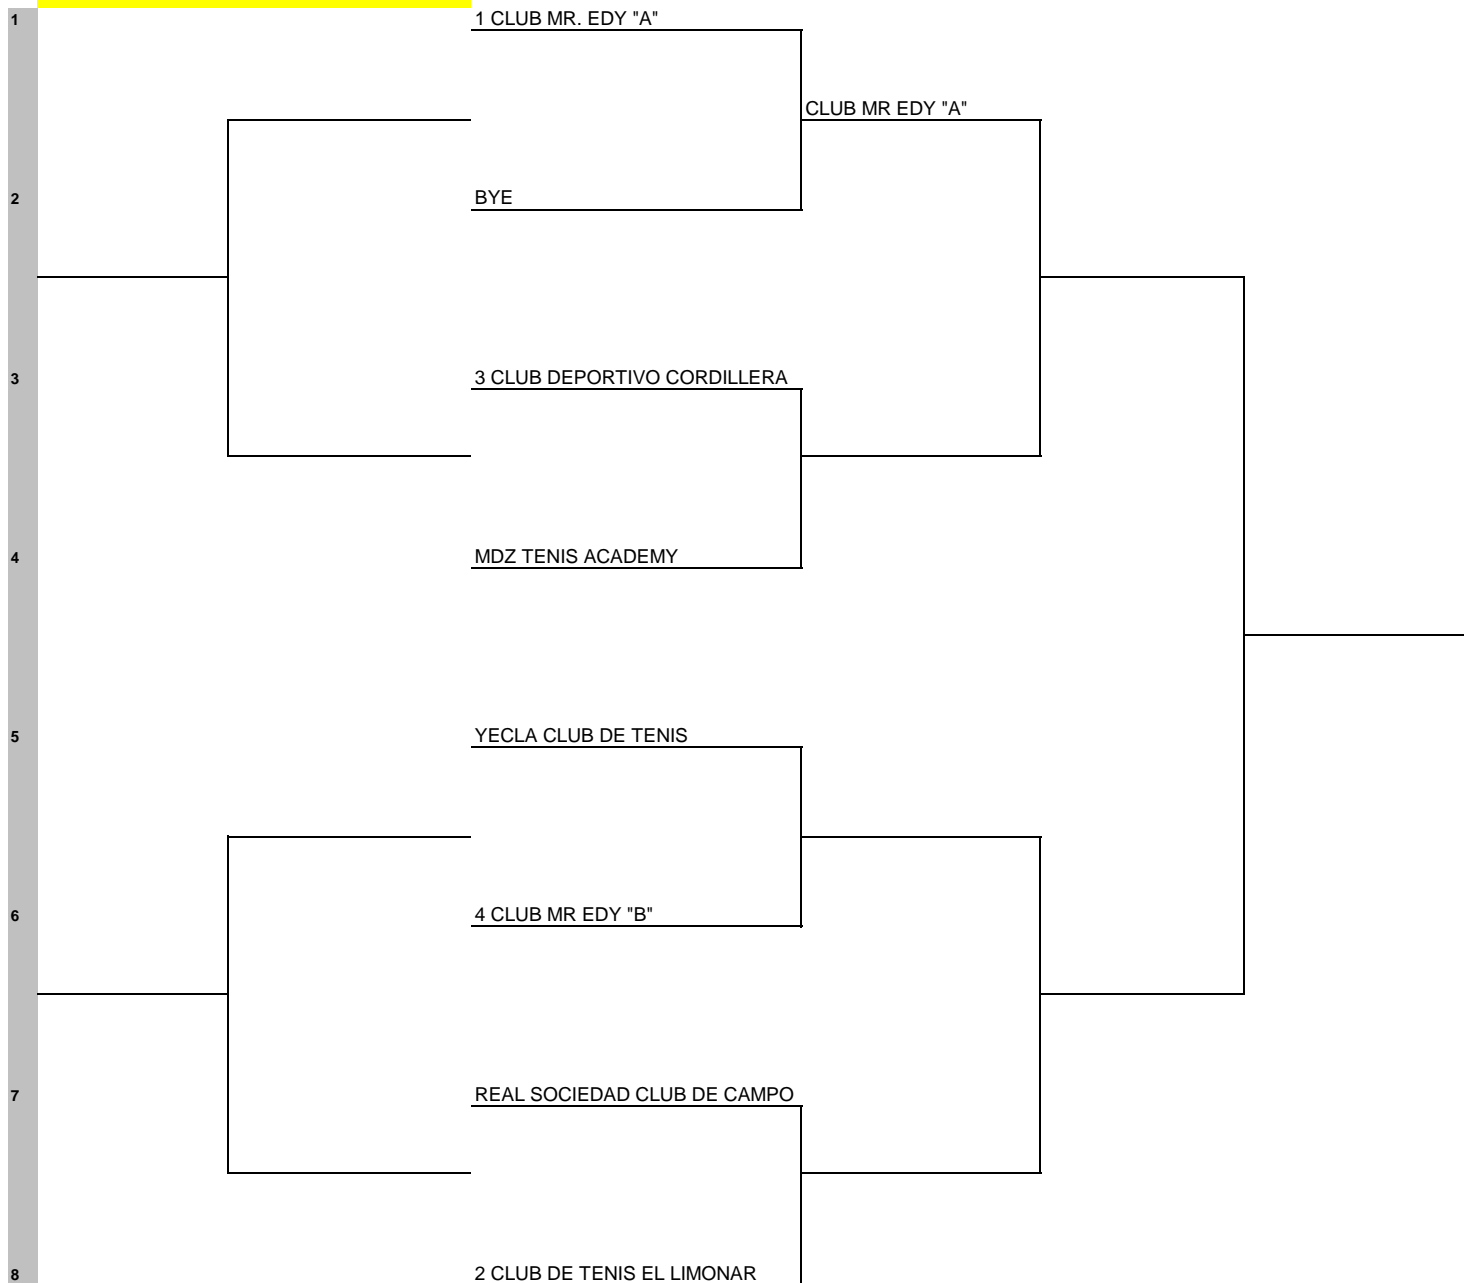 1 1 CLUB MR. EDY "A"
CLUB MR EDY "A"
2 BYE
3 3 CLUB DEPORTIVO CORDILLERA
4 MDZ TENIS ACADEMY
5 YECLA CLUB DE TENIS
6 4 CLUB MR EDY "B"
7 REAL SOCIEDAD CLUB DE CAMPO
8 2 CLUB DE TENIS EL LIMONAR